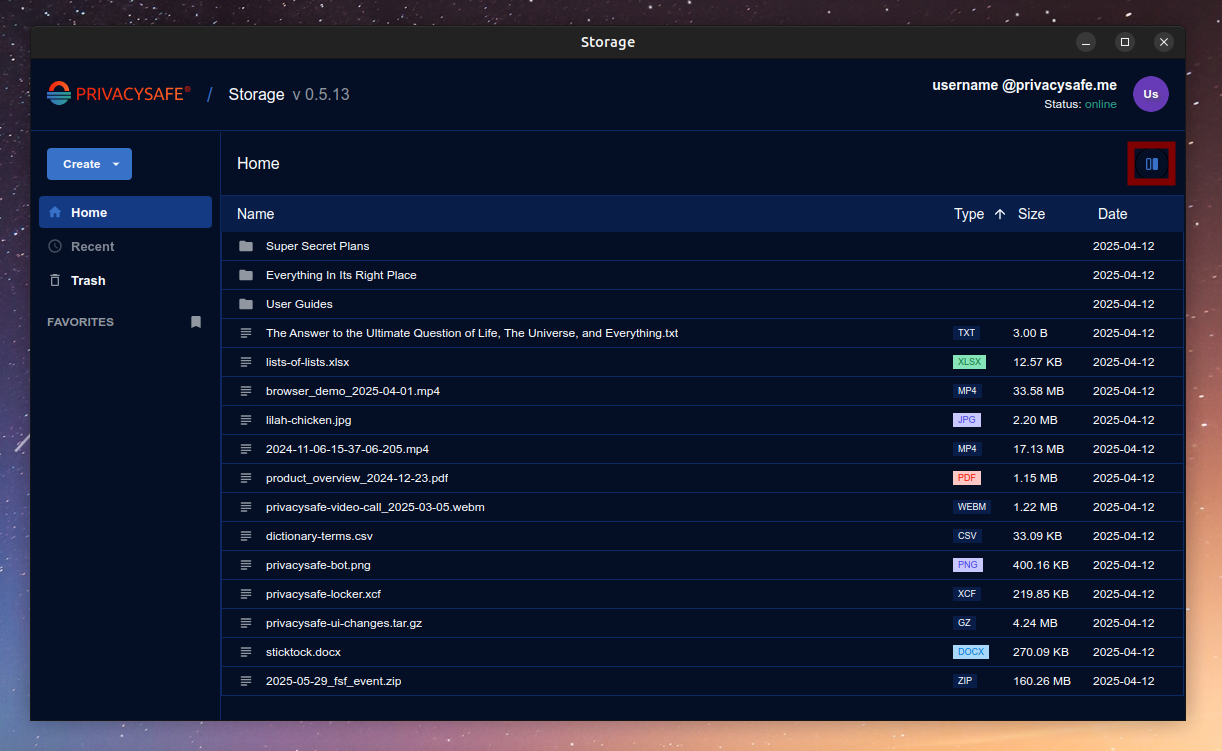 Storage
PRIVACYSAFE / Storage v 0.5.13
username @privacysafe.me
Status: online
Us
Create
Home
Recent
Trash
FAVORITES
Home
Name Type Size Date
Super Secret Plans 2025-04-12
Everything In Its Right Place 2025-04-12
User Guides 2025-04-12
The Answer to the Ultimate Question of Life, The Universe, and Everything.txt TXT 3.00 B 2025-04-12
lists-of-lists.xlsx XLSX 12.57 KB 2025-04-12
browser_demo_2025-04-01.mp4 MP4 33.58 MB 2025-04-12
lilah-chicken.jpg JPG 2.20 MB 2025-04-12
2024-11-06-15-37-06-205.mp4 MP4 17.13 MB 2025-04-12
product_overview_2024-12-23.pdf PDF 1.15 MB 2025-04-12
privacysafe-video-call_2025-03-05.webm WEBM 1.22 MB 2025-04-12
dictionary-terms.csv CSV 33.09 KB 2025-04-12
privacysafe-bot.png PNG 400.16 KB 2025-04-12
privacysafe-locker.xcf XCF 219.85 KB 2025-04-12
privacysafe-ui-changes.tar.gz GZ 4.24 MB 2025-04-12
sticktock.docx DOCX 270.09 KB 2025-04-12
2025-05-29_fsf_event.zip ZIP 160.26 MB 2025-04-12